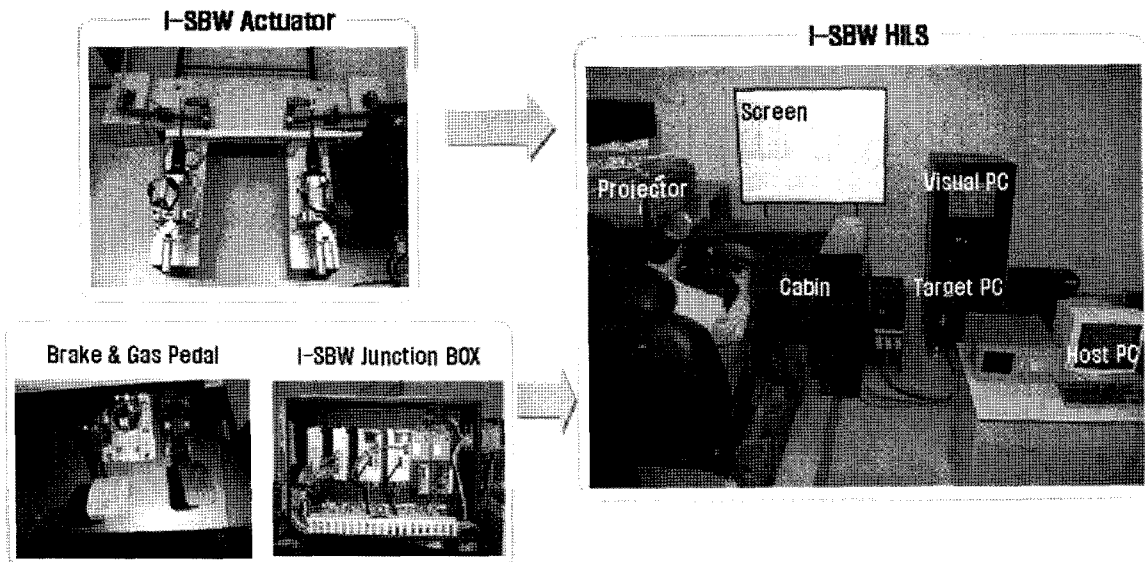 I-SBW Actuator
I-SBW HILS
Screen
Projector
Visual PC
Cabin
Target PC
Host PC
Brake & Gas Pedal
I-SBW Junction BOX